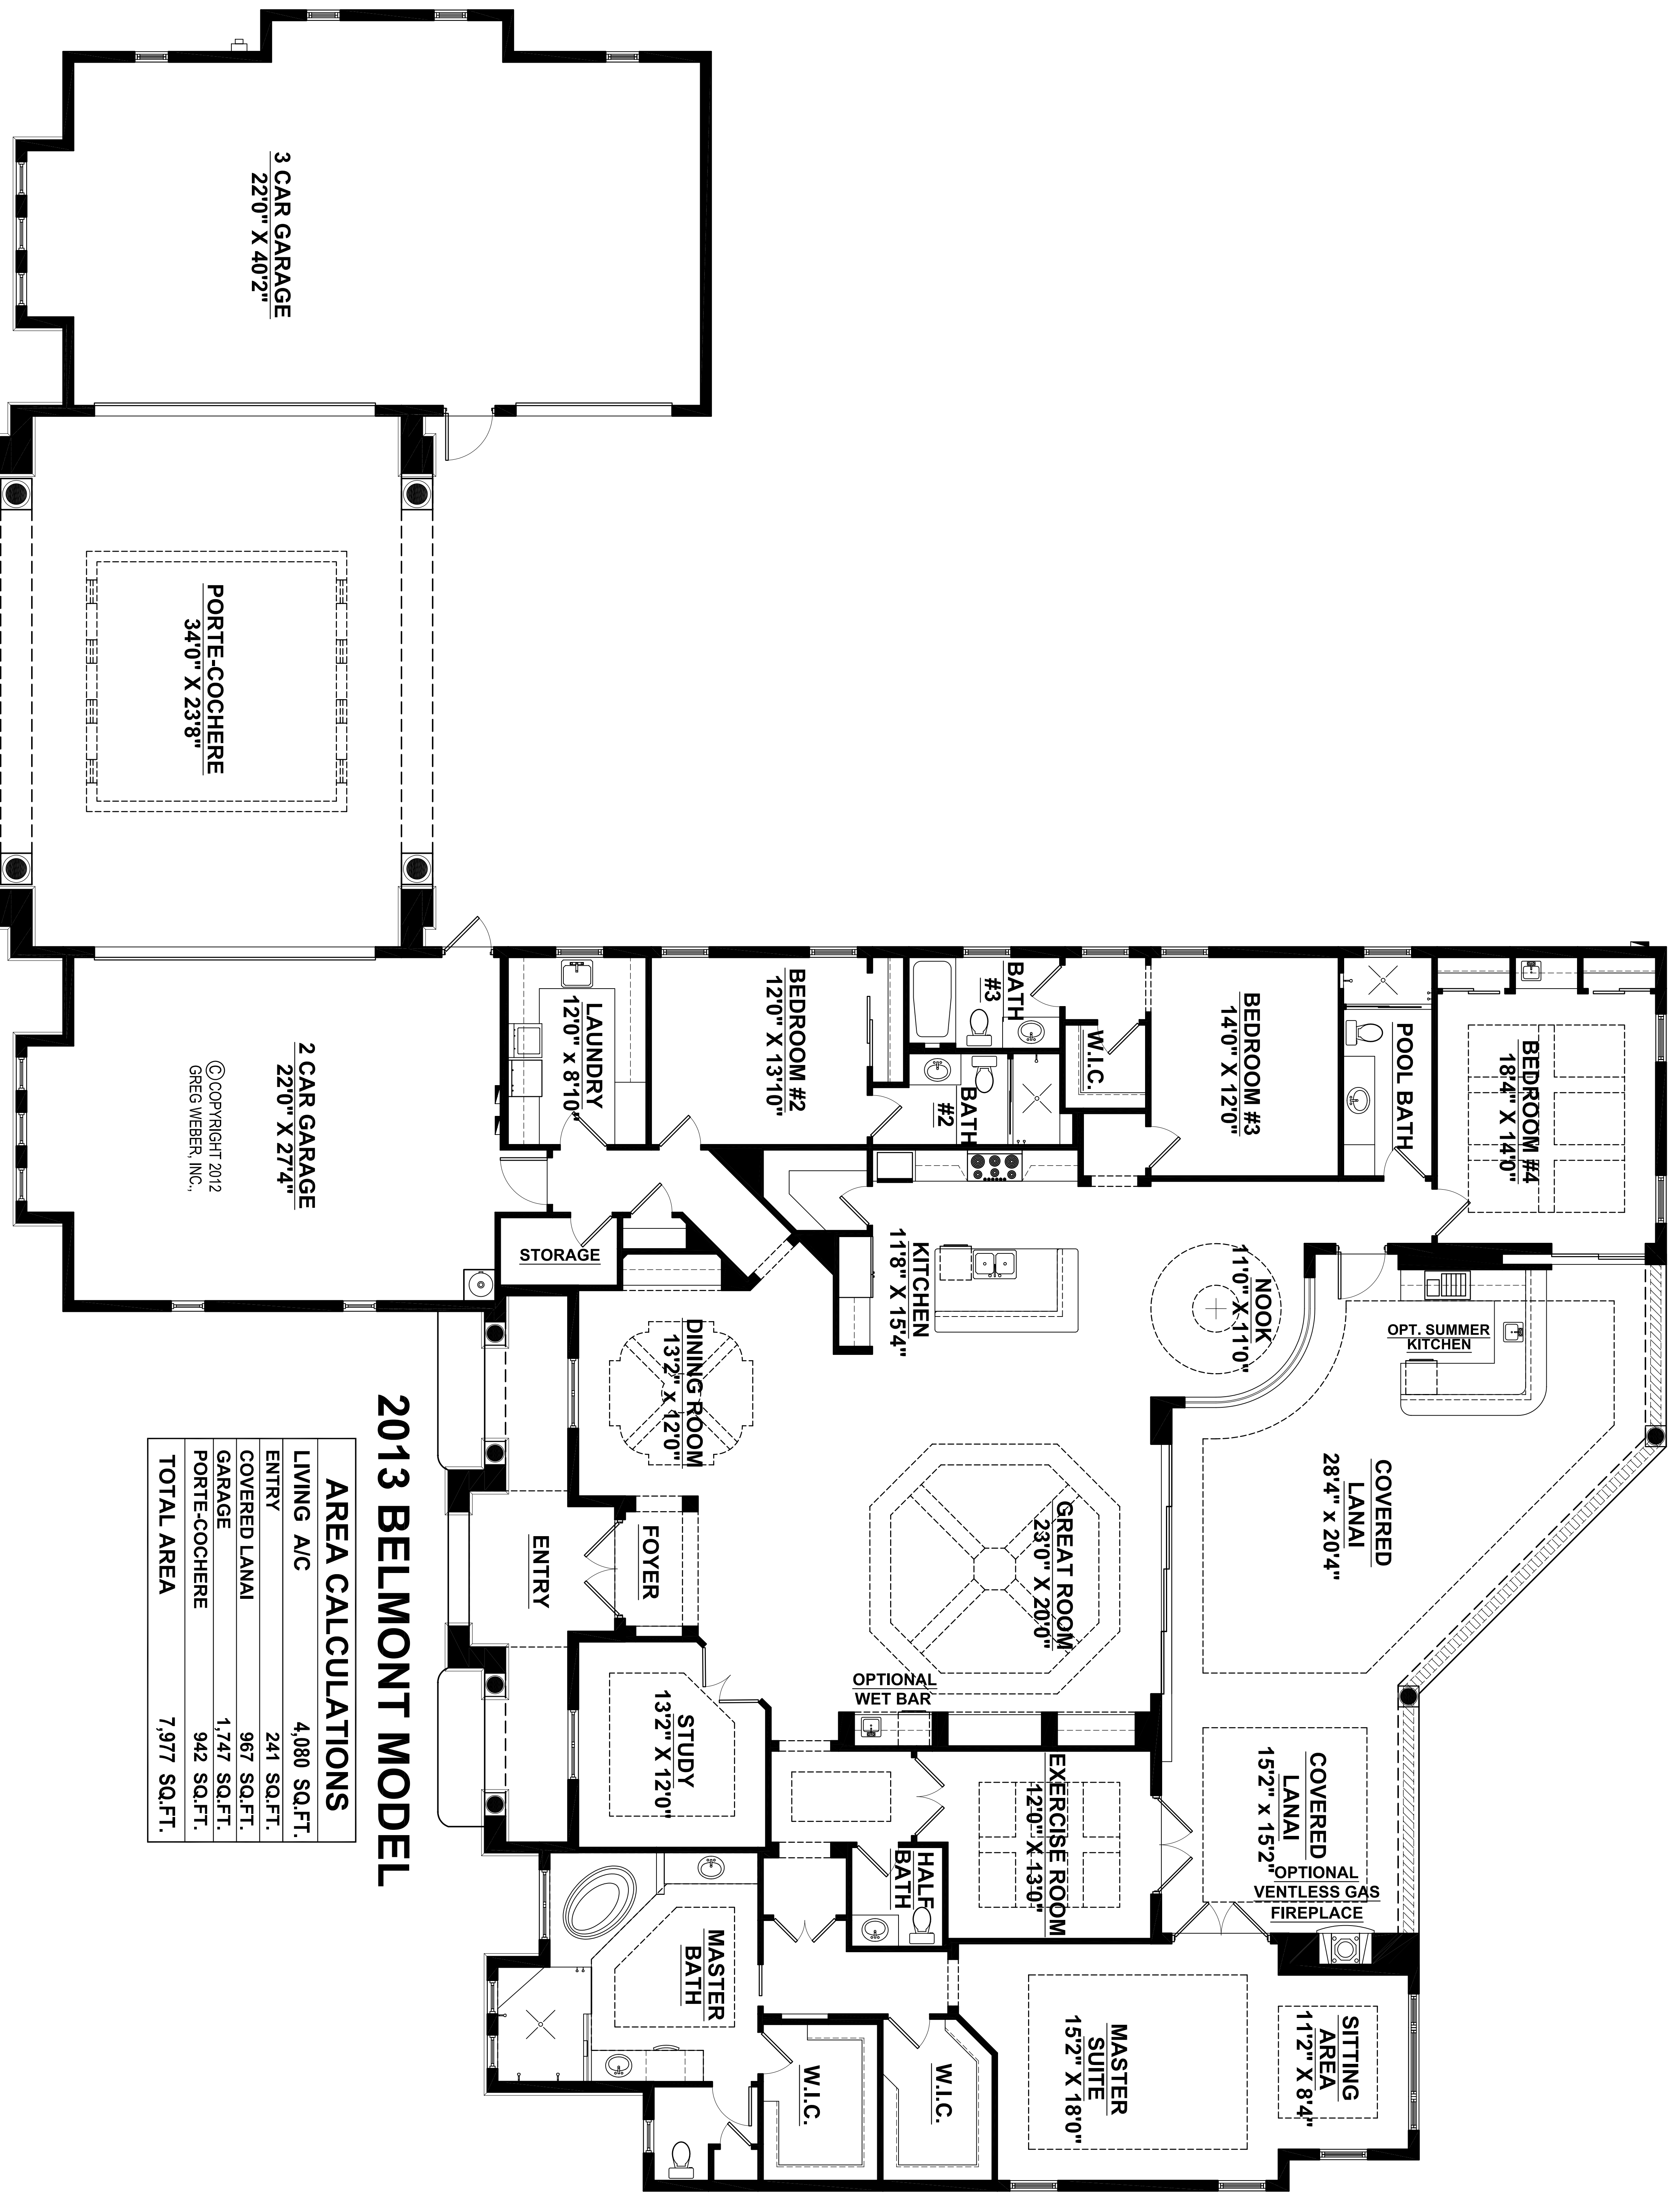 BEDROOM #4
18'4" X 14'0"
POOL BATH
OPT. SUMMER
KITCHEN
COVERED
LANAI
28'4" x 20'4"
COVERED
LANAI
15'2" x 15'2"
OPTIONAL
VENTLESS GAS
FIREPLACE
SITTING
AREA
11'2" X 8'4"
BEDROOM #3
14'0" X 12'0"
NOOK
11'0" X 11'0"
W.I.C.
BATH
#3
BATH
#2
KITCHEN
11'8" X 15'4"
GREAT ROOM
23'0" X 20'0"
OPTIONAL
WET BAR
EXERCISE ROOM
12'0" X 13'0"
HALF
BATH
MASTER
SUITE
15'2" X 18'0"
W.I.C.
W.I.C.
BEDROOM #2
12'0" X 13'10"
LAUNDRY
12'0" x 8'10"
STORAGE
DINING ROOM
13'2" x 12'0"
FOYER
ENTRY
STUDY
13'2" X 12'0"
MASTER
BATH
3 CAR GARAGE
22'0" X 40'2"
PORTE-COCHERE
34'0" X 23'8"
2 CAR GARAGE
22'0" X 27'4"
©COPYRIGHT 2012
GREG WEBER, INC.,
2013 BELMONT MODEL
AREA CALCULATIONS
LIVING A/C 4,080 SQ.FT.
ENTRY 241 SQ.FT.
COVERED LANAI 967 SQ.FT.
GARAGE 1,747 SQ.FT.
PORTE-COCHERE 942 SQ.FT.
TOTAL AREA 7,977 SQ.FT.